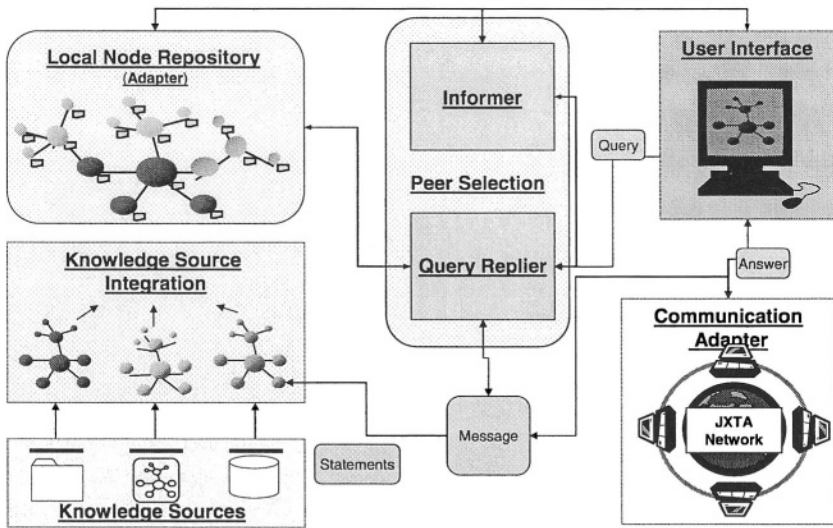 Local Node Repository
(Adapter)
Informer
User Interface
Query
Peer Selection
Knowledge Source
Integration
Query Replier
Answer
Communication
Adapter
JXTA
Network
Message
Statements
Knowledge Sources